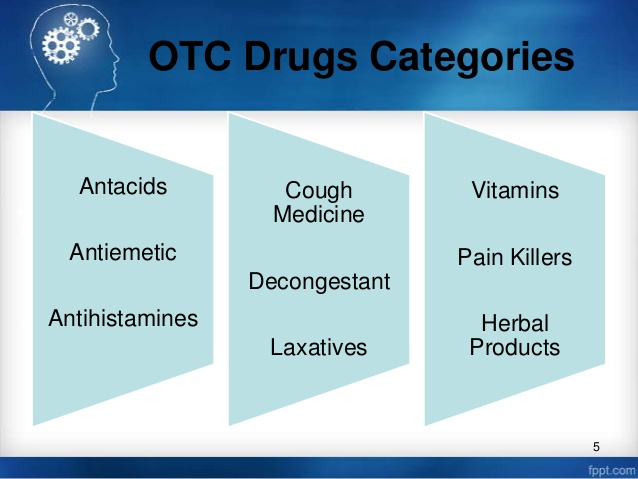 OTC Drugs Categories
Antacids
Antiemetic
Antihistamines
Cough
Medicine
Decongestant
Laxatives
Vitamins
Pain Killers
Herbal
Products
5
fppt.com